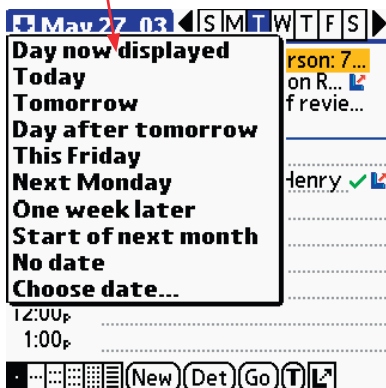 May 27, 03 S M T W T F S
Day now displayed
Today
Tomorrow
Day after tomorrow
This Friday
Next Monday
One week later
Start of next month
No date
Choose date...
rson: 7...
on R...
f revie...
Henry
12:00p
1:00p
New Det Go T